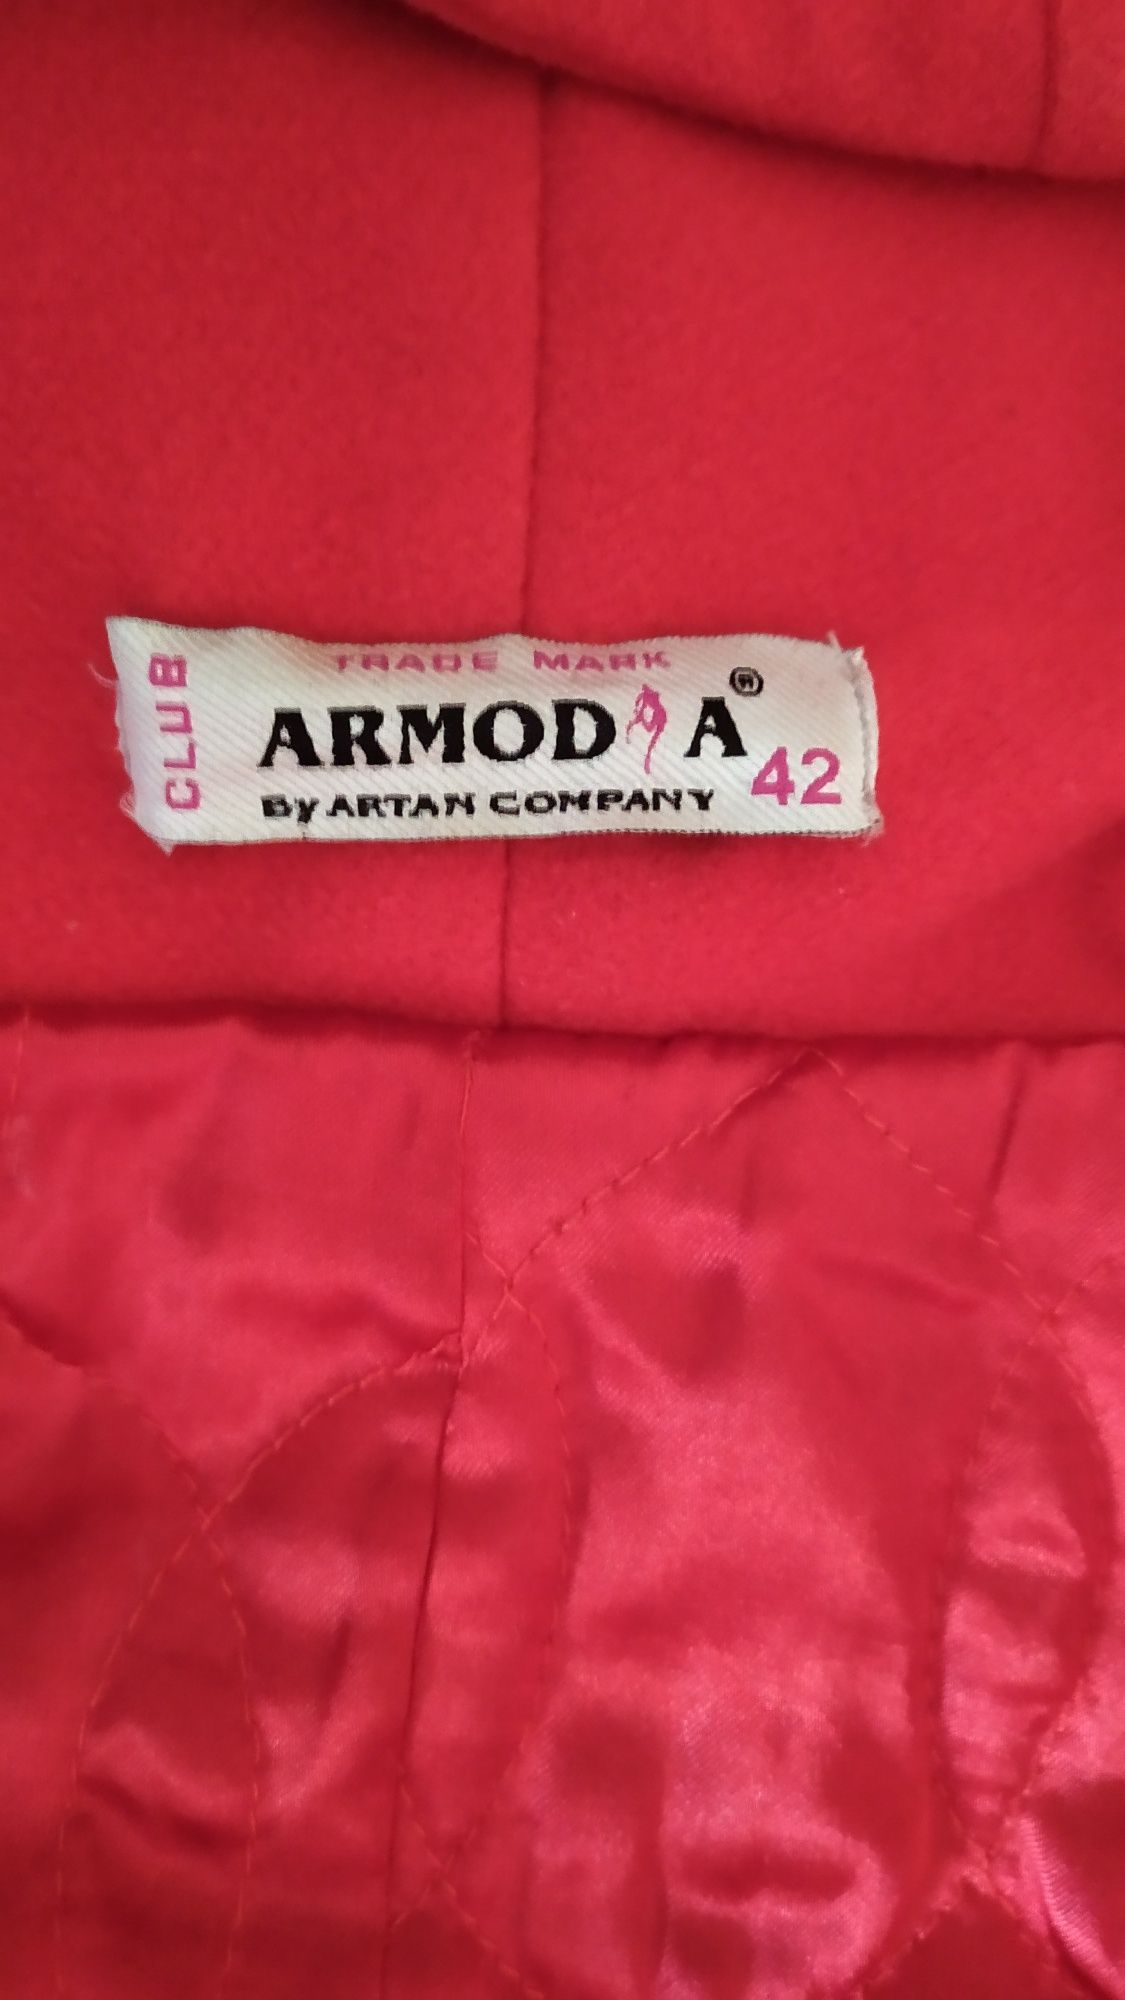 CLUB
TRADE MARK
ARMODA®
By ARTAN COMPANY
42